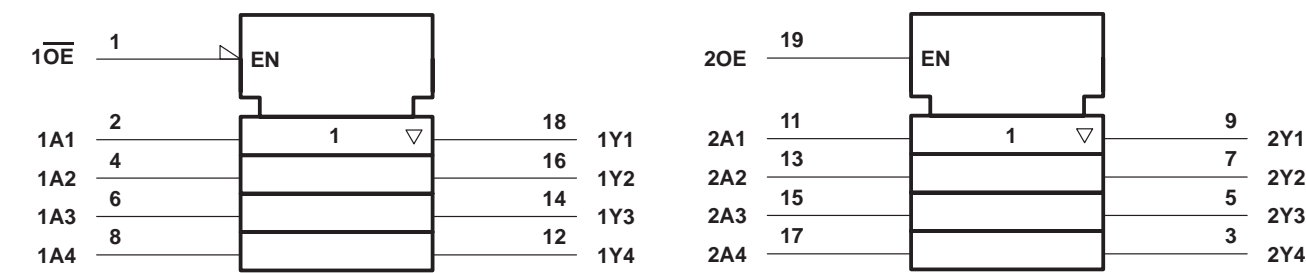 1O̅E̅ 1 EN
1A1 2 1 ▽ 18 1Y1
1A2 4 16 1Y2
1A3 6 14 1Y3
1A4 8 12 1Y4
2OE 19 EN
2A1 11 1 ▽ 9 2Y1
2A2 13 7 2Y2
2A3 15 5 2Y3
2A4 17 3 2Y4